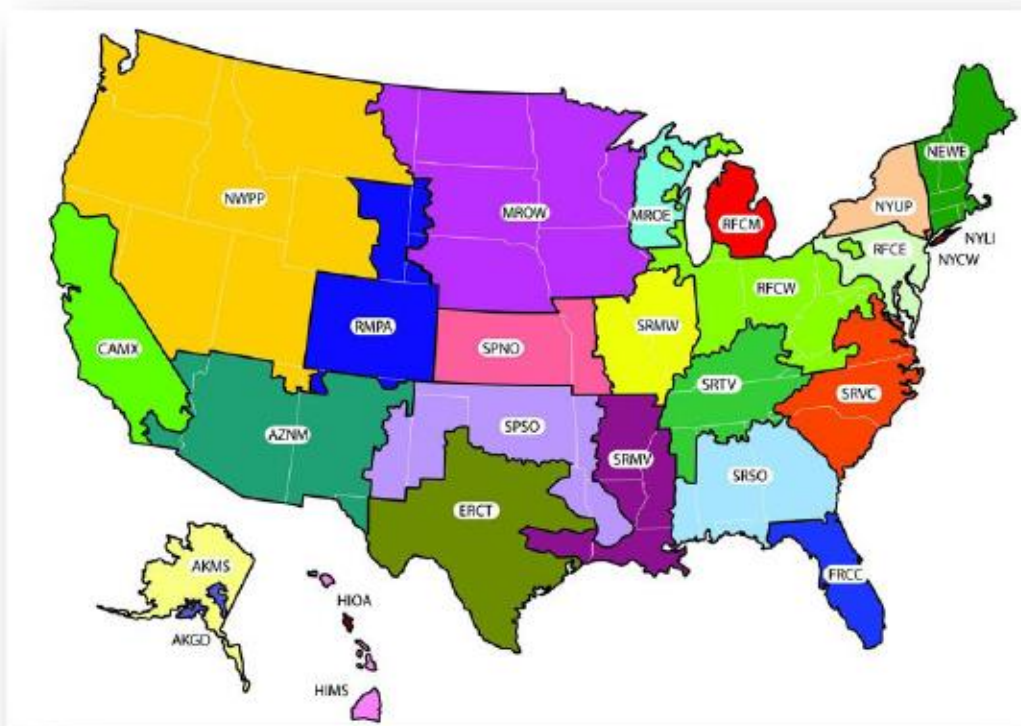 NEWE
NWPP
NYUP
MROW
MROE
RFCM
NYLI
RFCE
NYCW
RFCW
RMPA
SRMW
CAMX
SPNO
SRTV
SRVC
AZNM
SPSO
SRMV
SRSO
ERCT
AKMS
FRCC
HIOA
AKGD
HIMS